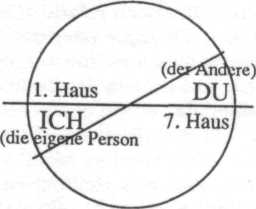 (der Andere)
1. Haus DU
ICH 7. Haus
(die eigene Person